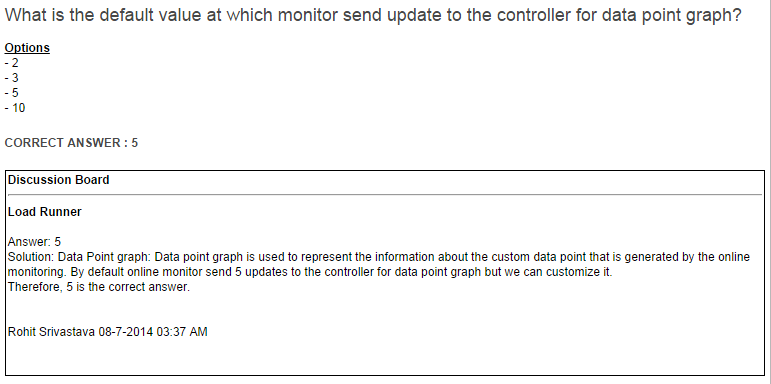 What is the default value at which monitor send update to the controller for data point graph?
Options
- 2
- 3
- 5
- 10
CORRECT ANSWER : 5
Discussion Board
Load Runner
Answer: 5
Solution: Data Point graph: Data point graph is used to represent the information about the custom data point that is generated by the online
monitoring. By default online monitor send 5 updates to the controller for data point graph but we can customize it.
Therefore, 5 is the correct answer.
Rohit Srivastava 08-7-2014 03:37 AM